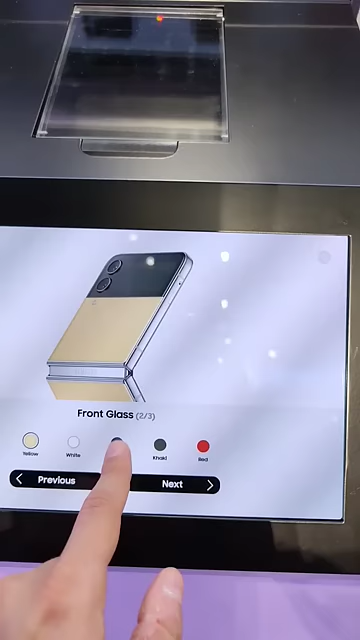 Front Glass (2/3)
Yellow White Khaki Red
< Previous Next >